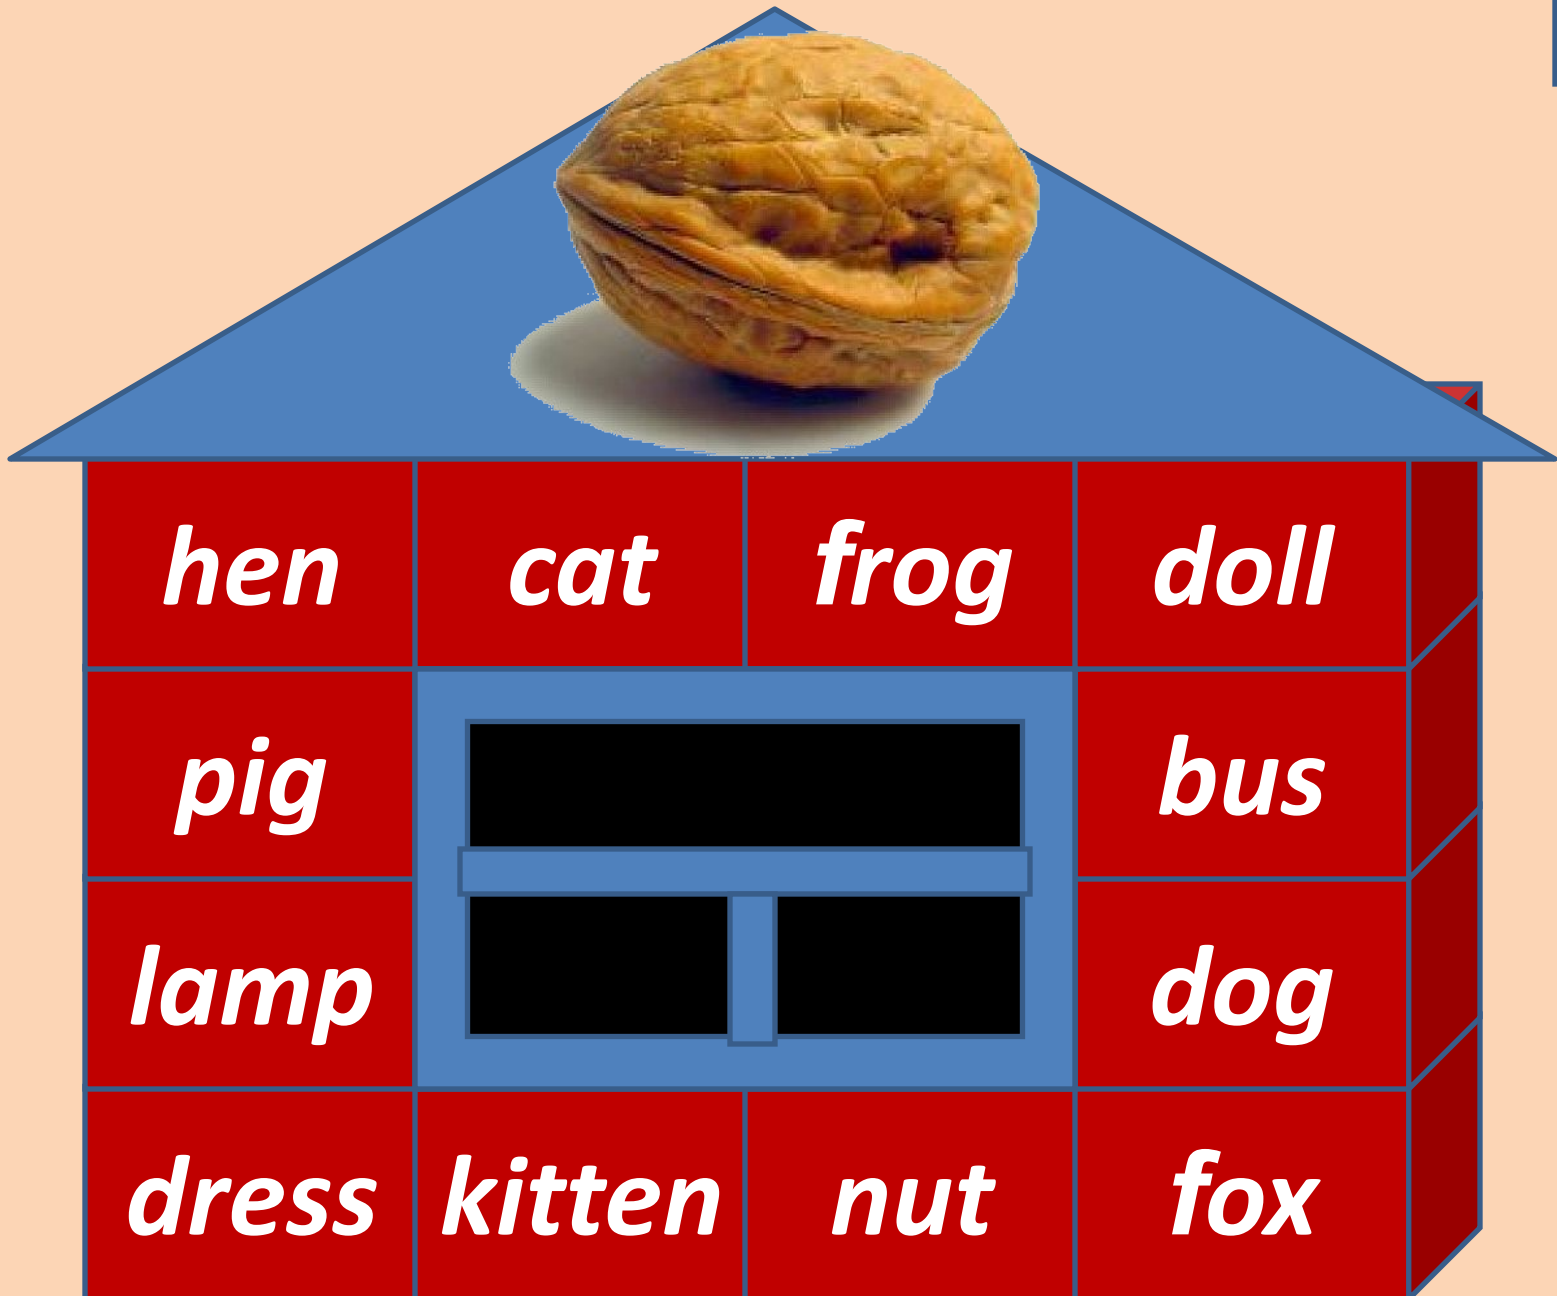 hen cat frog doll
pig bus
lamp dog
dress kitten nut fox